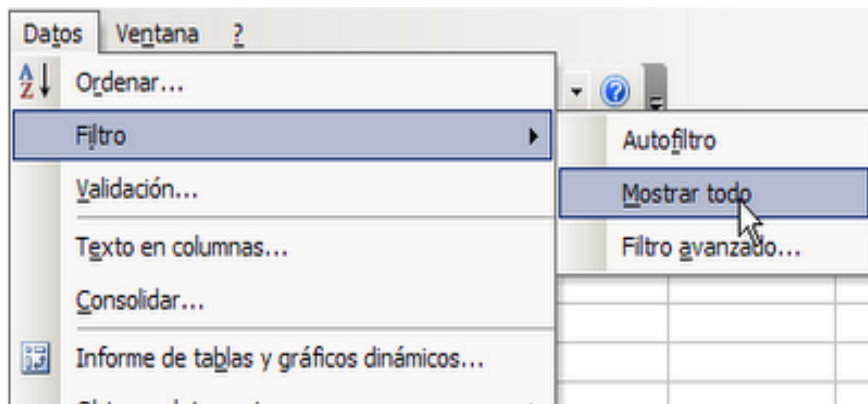 Datos Ventana ?
Ordenar...
Filtro
Autofiltro
Validación...
Mostrar todo
Texto en columnas...
Filtro avanzado...
Consolidar...
Informe de tablas y gráficos dinámicos...